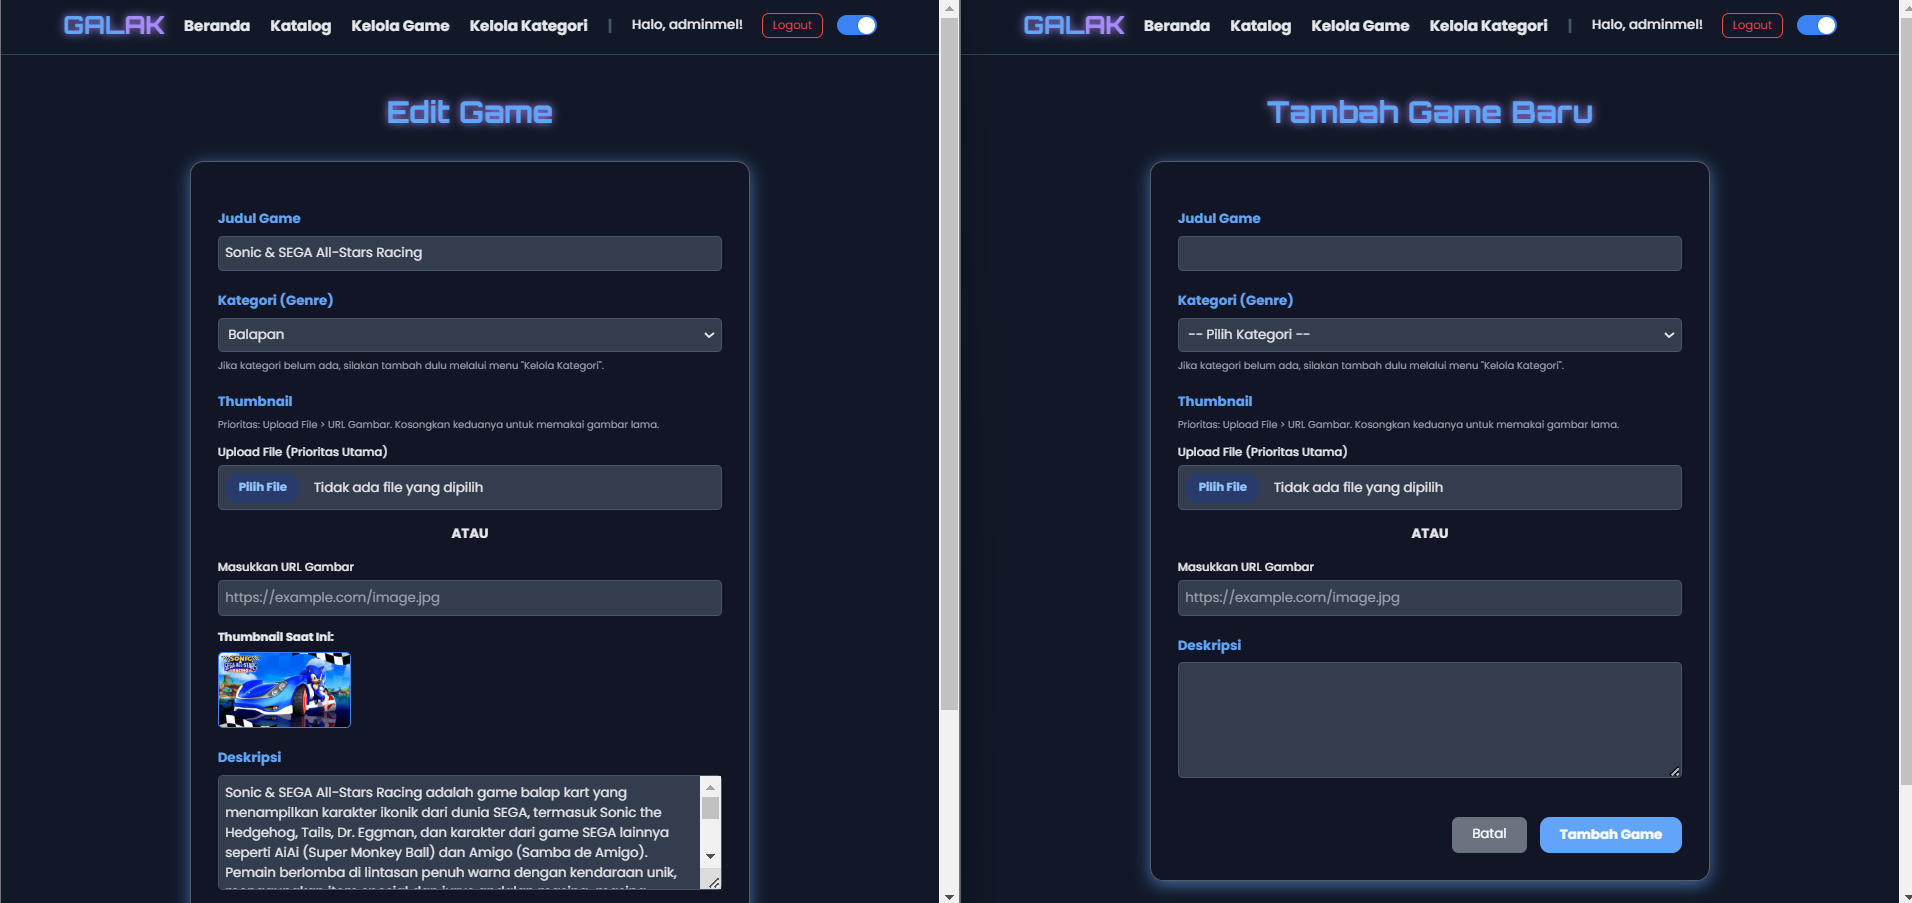 GALAK Beranda Katalog Kelola Game Kelola Kategori | Halo, adminmel! Logout
Edit Game
Judul Game
Sonic & SEGA All-Stars Racing
Kategori (Genre)
Balapan
Jika kategori belum ada, silakan tambah dulu melalui menu "Kelola Kategori".
Thumbnail
Prioritas: Upload File > URL Gambar. Kosongkan keduanya untuk memakai gambar lama.
Upload File (Prioritas Utama)
Pilih File Tidak ada file yang dipilih
ATAU
Masukkan URL Gambar
https://example.com/image.jpg
Thumbnail Saat Ini:
SONIC
SEGA ALL-STARS
RACING
Deskripsi
Sonic & SEGA All-Stars Racing adalah game balap kart yang
menampilkan karakter ikonik dari dunia SEGA, termasuk Sonic the
Hedgehog, Tails, Dr. Eggman, dan karakter dari game SEGA lainnya
seperti AiAi (Super Monkey Ball) dan Amigo (Samba de Amigo).
Pemain berlomba di lintasan penuh warna dengan kendaraan unik,
GALAK Beranda Katalog Kelola Game Kelola Kategori | Halo, adminmel! Logout
Tambah Game Baru
Judul Game
Kategori (Genre)
-- Pilih Kategori --
Jika kategori belum ada, silakan tambah dulu melalui menu "Kelola Kategori".
Thumbnail
Prioritas: Upload File > URL Gambar. Kosongkan keduanya untuk memakai gambar lama.
Upload File (Prioritas Utama)
Pilih File Tidak ada file yang dipilih
ATAU
Masukkan URL Gambar
https://example.com/image.jpg
Deskripsi
Batal Tambah Game